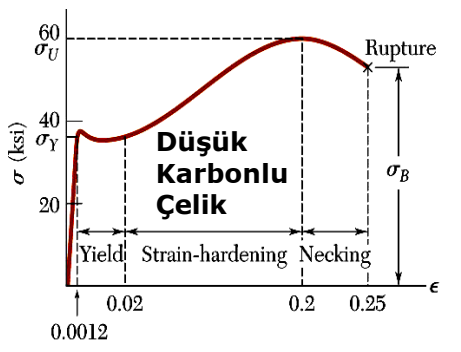 60
σU
Rupture
40
σY
σ (ksi)
Düşük
Karbonlu
Çelik
σB
20
Yield
Strain-hardening
Necking
ϵ
0.02
0.2
0.25
0.0012